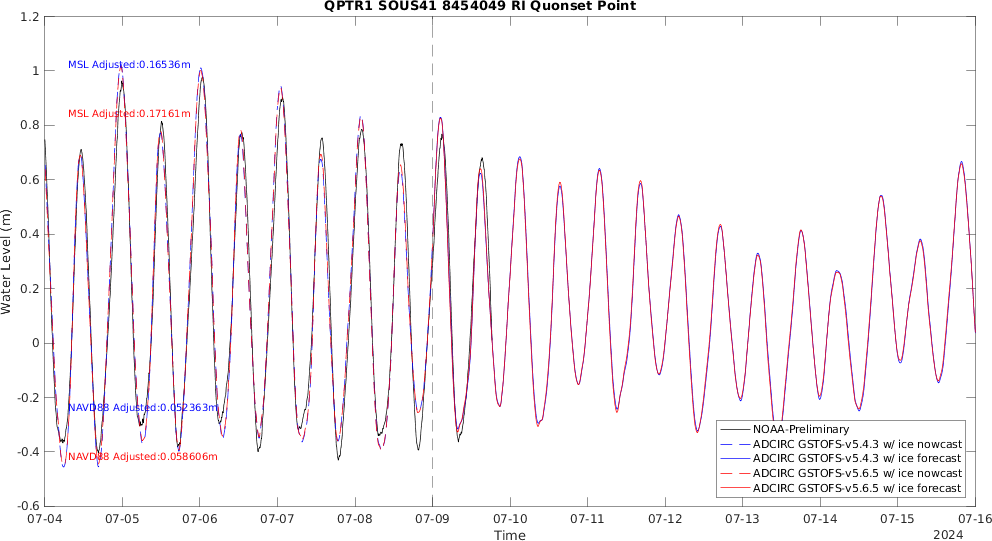 QPTR1 SOUS41 8454049 RI Quonset Point
1.2
1
0.8
0.6
0.4
0.2
0
-0.2
-0.4
-0.6
Water Level (m)
MSL Adjusted:0.16536m
MSL Adjusted:0.17161m
NAVD88 Adjusted:0.052363m
NAVD88 Adjusted:0.058606m
NOAA-Preliminary
ADCIRC GSTOFS-v5.4.3 w/ ice nowcast
ADCIRC GSTOFS-v5.4.3 w/ ice forecast
ADCIRC GSTOFS-v5.6.5 w/ ice nowcast
ADCIRC GSTOFS-v5.6.5 w/ ice forecast
07-04 07-05 07-06 07-07 07-08 07-09 07-10 07-11 07-12 07-13 07-14 07-15 07-16
Time
2024